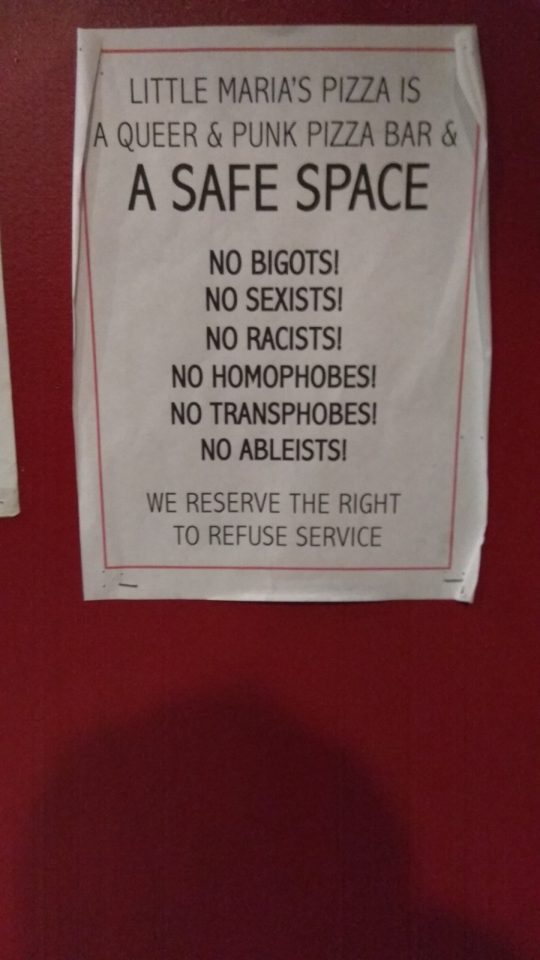 LITTLE MARIA'S PIZZA IS
A QUEER & PUNK PIZZA BAR &
A SAFE SPACE
NO BIGOTS!
NO SEXISTS!
NO RACISTS!
NO HOMOPHOBES!
NO TRANSPHOBES!
NO ABLEISTS!
WE RESERVE THE RIGHT
TO REFUSE SERVICE